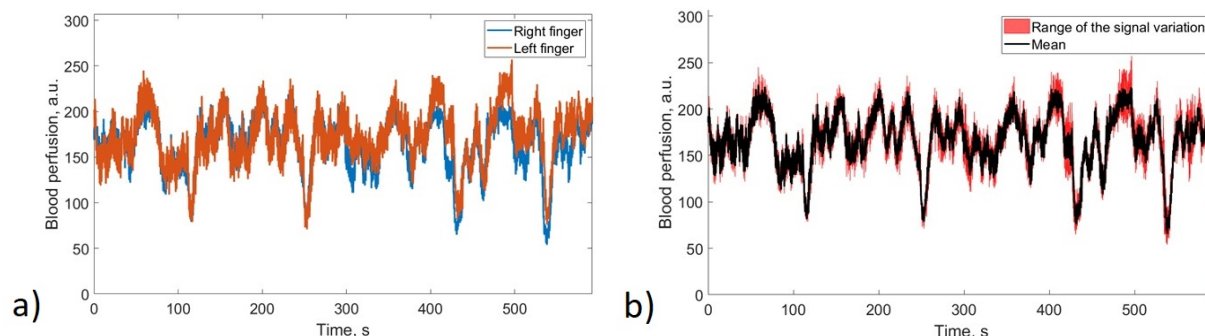 300
250
200
150
100
50
0
Blood perfusion, a.u.
Right finger
Left finger
0 100 200 300 400 500
Time, s
a)
300
250
200
150
100
50
0
Blood perfusion, a.u.
Range of the signal variation
Mean
0 100 200 300 400 500
Time, s
b)